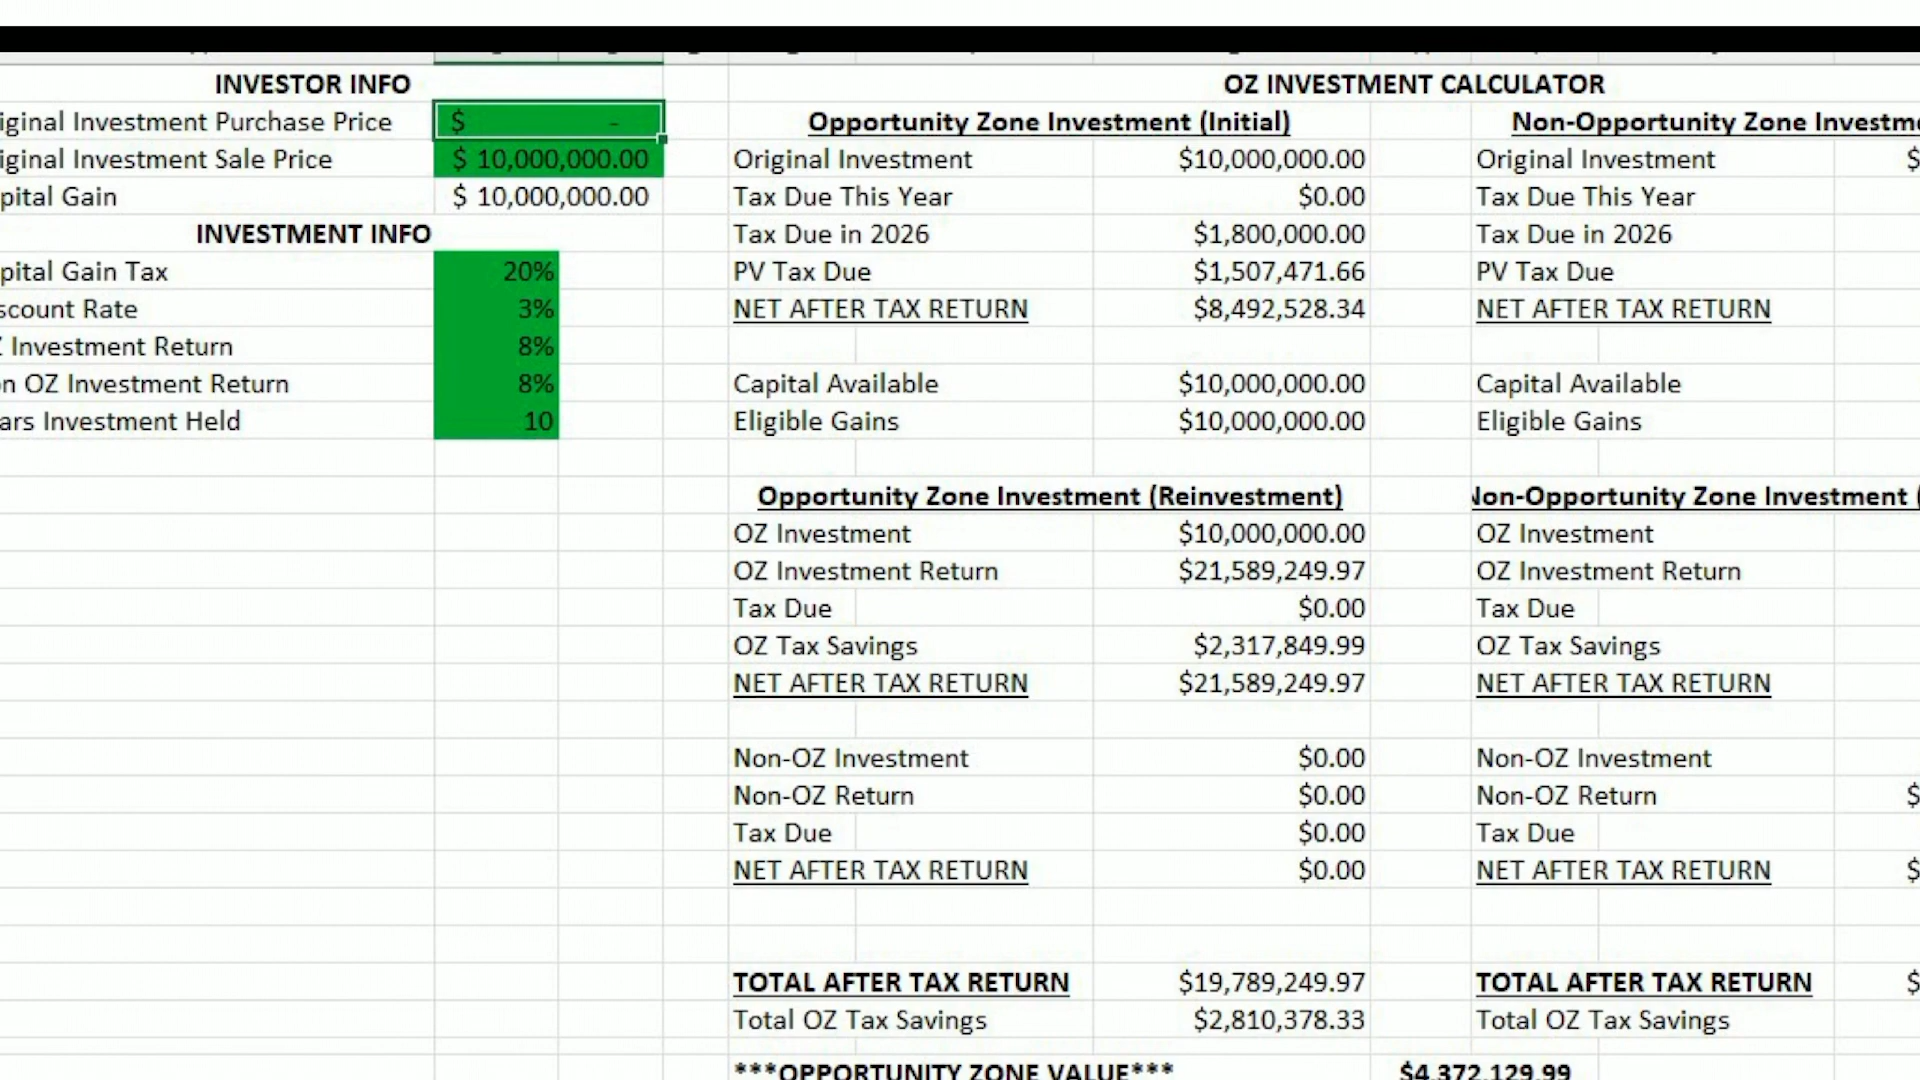 INVESTOR INFO
iginal Investment Purchase Price $ -
iginal Investment Sale Price $ 10,000,000.00
pital Gain $ 10,000,000.00
INVESTMENT INFO
pital Gain Tax 20%
scount Rate 3%
Investment Return 8%
n OZ Investment Return 8%
ars Investment Held 10
OZ INVESTMENT CALCULATOR
Opportunity Zone Investment (Initial)
Original Investment $10,000,000.00
Tax Due This Year $0.00
Tax Due in 2026 $1,800,000.00
PV Tax Due $1,507,471.66
NET AFTER TAX RETURN $8,492,528.34
Capital Available $10,000,000.00
Eligible Gains $10,000,000.00
Opportunity Zone Investment (Reinvestment)
OZ Investment $10,000,000.00
OZ Investment Return $21,589,249.97
Tax Due $0.00
OZ Tax Savings $2,317,849.99
NET AFTER TAX RETURN $21,589,249.97
Non-OZ Investment $0.00
Non-OZ Return $0.00
Tax Due $0.00
NET AFTER TAX RETURN $0.00
TOTAL AFTER TAX RETURN $19,789,249.97
Total OZ Tax Savings $2,810,378.33
***OPPORTUNITY ZONE VALUE*** $4,372,129.99
Non-Opportunity Zone Investme
Original Investment $
Tax Due This Year
Tax Due in 2026
PV Tax Due
NET AFTER TAX RETURN
Capital Available
Eligible Gains
Non-Opportunity Zone Investment (
OZ Investment
OZ Investment Return
Tax Due
OZ Tax Savings
NET AFTER TAX RETURN
Non-OZ Investment
Non-OZ Return $
Tax Due
NET AFTER TAX RETURN $
TOTAL AFTER TAX RETURN $
Total OZ Tax Savings